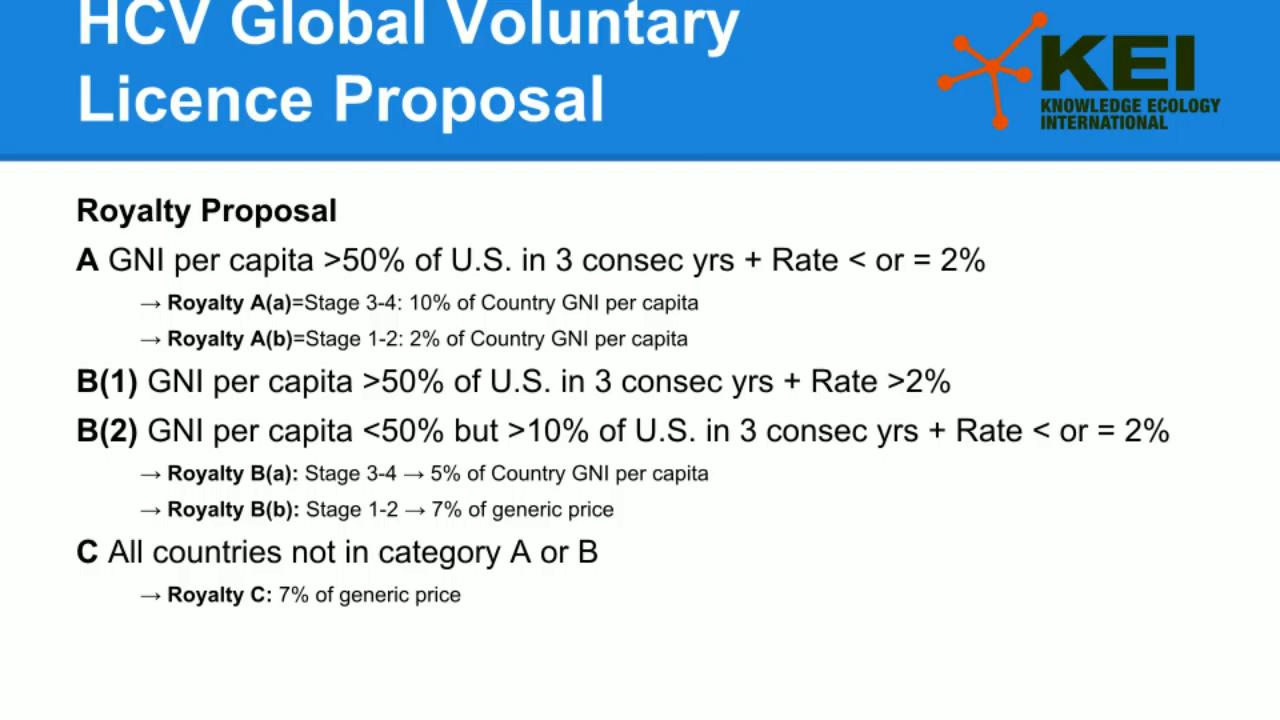 HCV Global Voluntary
Licence Proposal
KEI
KNOWLEDGE ECOLOGY
INTERNATIONAL
Royalty Proposal
A GNI per capita >50% of U.S. in 3 consec yrs + Rate < or = 2%
→ Royalty A(a)=Stage 3-4: 10% of Country GNI per capita
→ Royalty A(b)=Stage 1-2: 2% of Country GNI per capita
B(1) GNI per capita >50% of U.S. in 3 consec yrs + Rate >2%
B(2) GNI per capita <50% but >10% of U.S. in 3 consec yrs + Rate < or = 2%
→ Royalty B(a): Stage 3-4 → 5% of Country GNI per capita
→ Royalty B(b): Stage 1-2 → 7% of generic price
C All countries not in category A or B
→ Royalty C: 7% of generic price